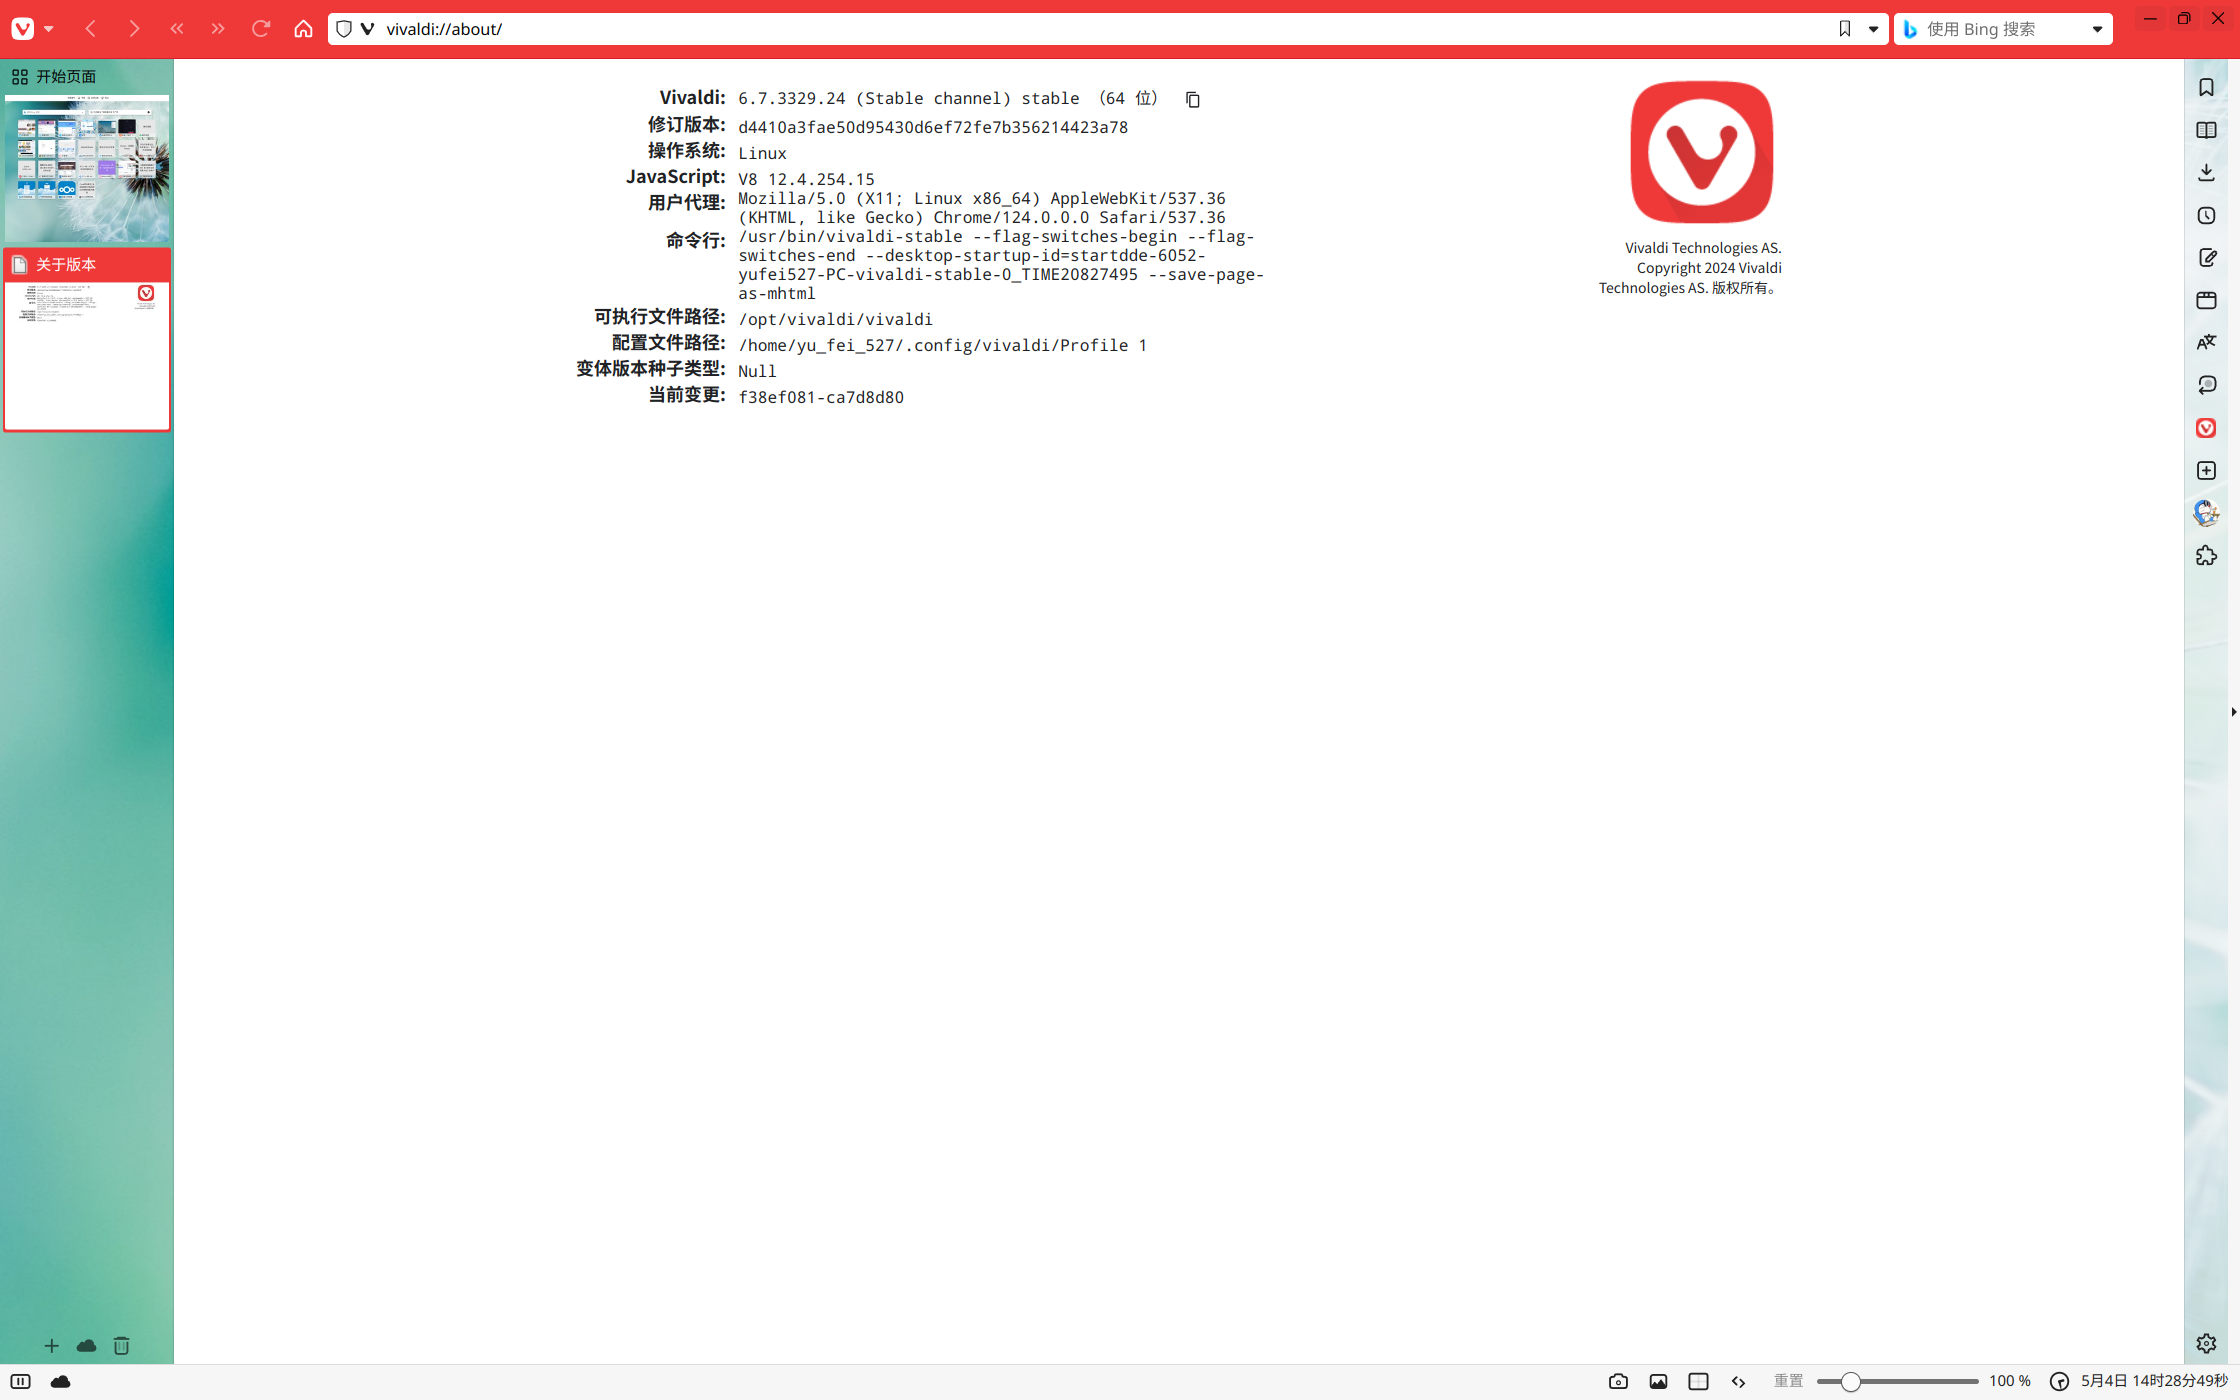 vivaldi://about/
使用 Bing 搜索
开始页面
关于版本
Vivaldi: 6.7.3329.24 (Stable channel) stable （64 位）
修订版本: d4410a3fae50d95430d6ef72fe7b356214423a78
操作系统: Linux
JavaScript: V8 12.4.254.15
用户代理: Mozilla/5.0 (X11; Linux x86_64) AppleWebKit/537.36
(KHTML, like Gecko) Chrome/124.0.0.0 Safari/537.36
命令行: /usr/bin/vivaldi-stable --flag-switches-begin --flag-
switches-end --desktop-startup-id=startdde-6052-
yufei527-PC-vivaldi-stable-0_TIME20827495 --save-page-
as-mhtml
可执行文件路径: /opt/vivaldi/vivaldi
配置文件路径: /home/yu_fei_527/.config/vivaldi/Profile 1
变体版本种子类型: Null
当前变更: f38ef081-ca7d8d80
Vivaldi Technologies AS.
Copyright 2024 Vivaldi
Technologies AS. 版权所有。
重置
100 %
5月4日 14时28分49秒